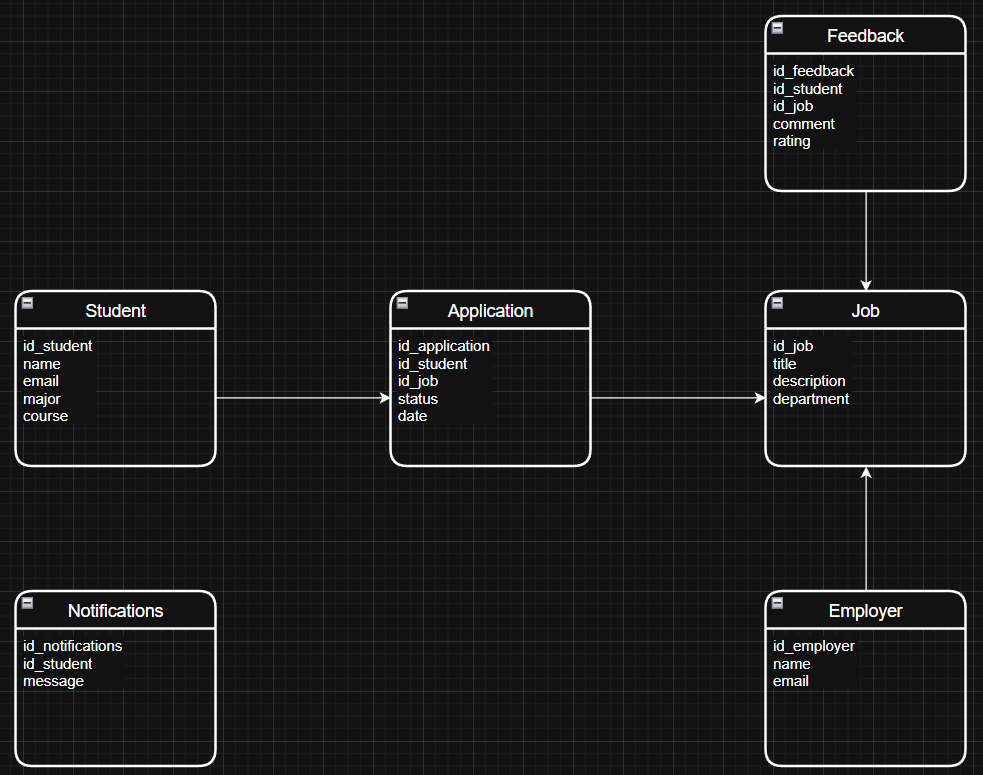 Feedback
id_feedback
id_student
id_job
comment
rating
Student
id_student
name
email
major
course
Application
id_application
id_student
id_job
status
date
Job
id_job
title
description
department
Notifications
id_notifications
id_student
message
Employer
id_employer
name
email